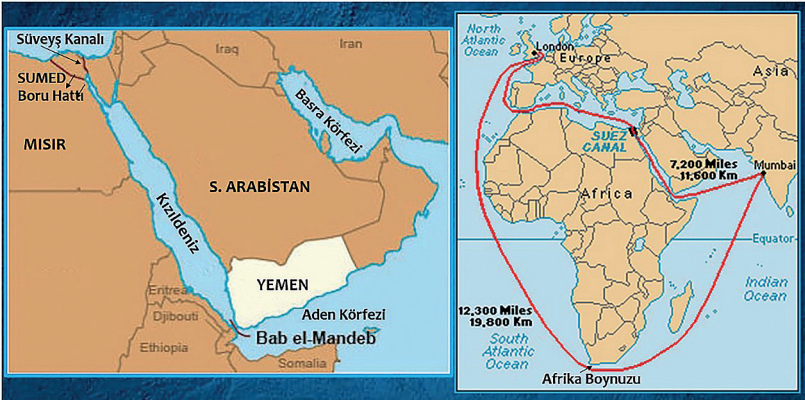 Süveyş Kanalı
SUMED
Boru Hattı
MISIR
Iraq
Iran
Basra Körfezi
S. ARABİSTAN
Kızıldeniz
YEMEN
Eritrea
Djibouti
Ethiopia
Aden Körfezi
Bab el-Mandeb
Somalia
North
Atlantic
Ocean
London
Europe
Asia
SUEZ
CANAL
7,200 Miles
11,600 Km
Mumbai
Africa
Equator
Indian
Ocean
12,300 Miles
19,800 Km
South
Atlantic
Ocean
Afrika Boynuzu